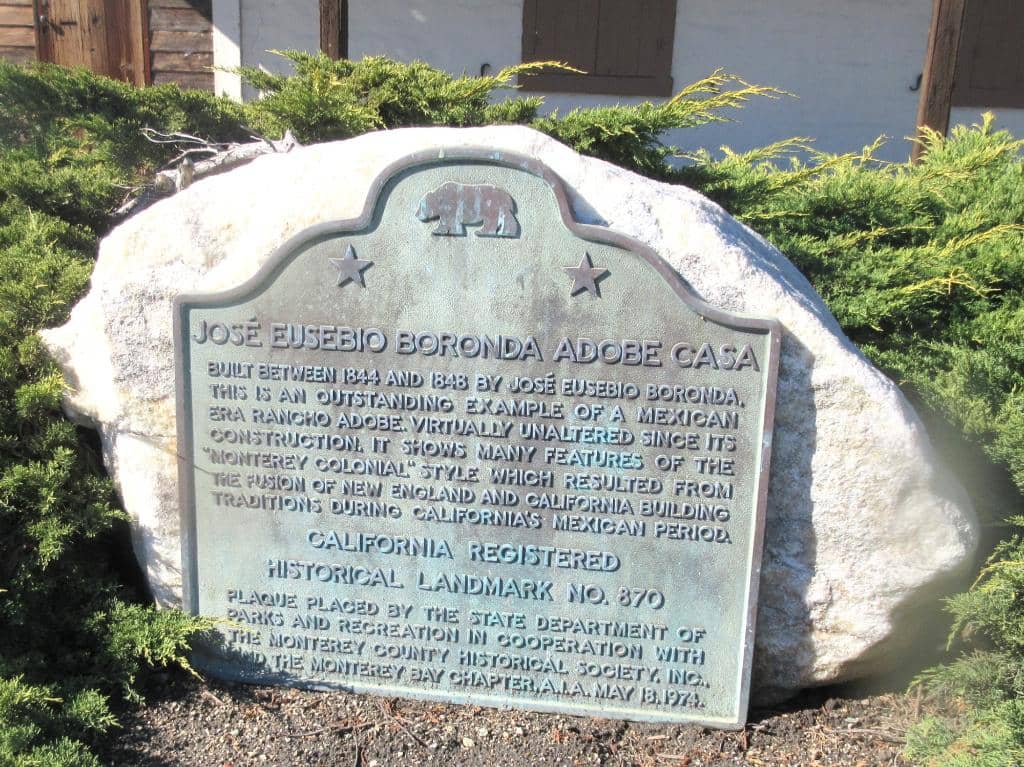 JOSÉ EUSEBIO BORONDA ADOBE CASA
BUILT BETWEEN 1844 AND 1848 BY JOSÉ EUSEBIO BORONDA,
THIS IS AN OUTSTANDING EXAMPLE OF A MEXICAN
ERA RANCHO ADOBE. VIRTUALLY UNALTERED SINCE ITS
CONSTRUCTION, IT SHOWS MANY FEATURES OF THE
"MONTEREY COLONIAL" STYLE WHICH RESULTED FROM
THE FUSION OF NEW ENGLAND AND CALIFORNIA BUILDING
TRADITIONS DURING CALIFORNIA'S MEXICAN PERIOD.
CALIFORNIA REGISTERED
HISTORICAL LANDMARK NO. 870
PLAQUE PLACED BY THE STATE DEPARTMENT OF
PARKS AND RECREATION IN COOPERATION WITH
THE MONTEREY COUNTY HISTORICAL SOCIETY, INC.,
AND THE MONTEREY BAY CHAPTER, A.I.A. MAY 18, 1974.